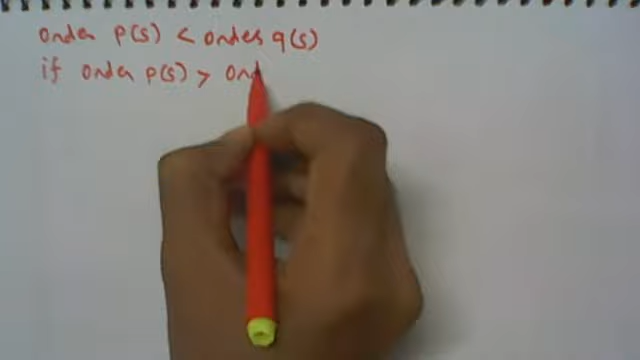 order p(s) < order q(s)
if order p(s) > ord